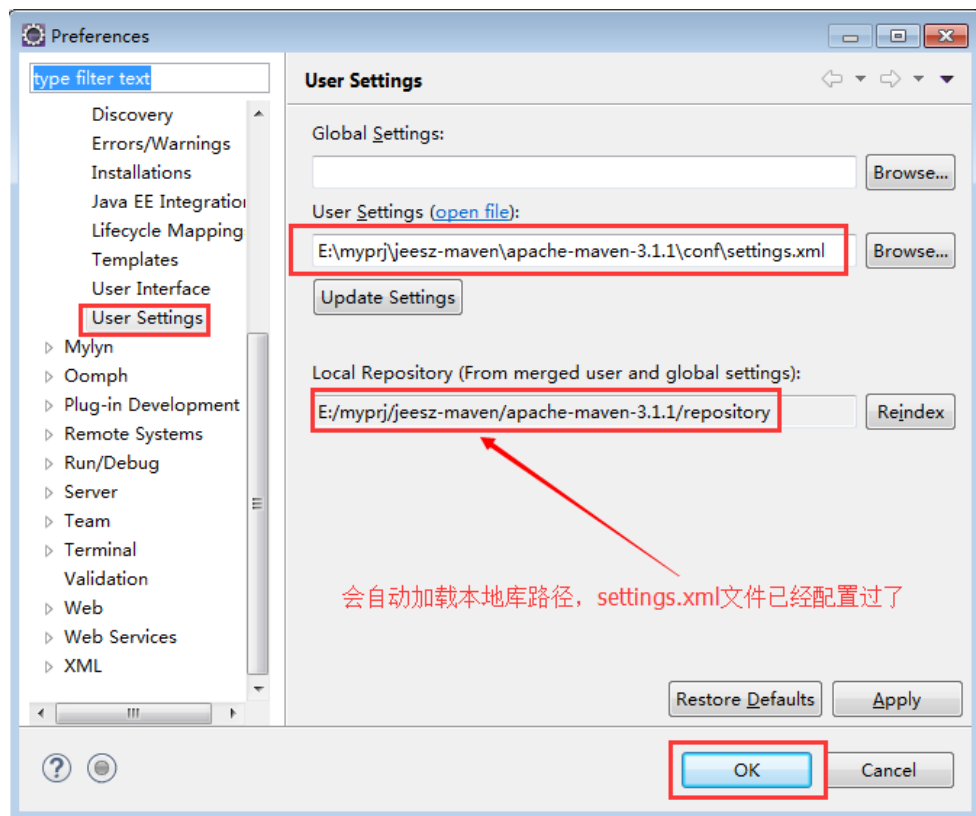 Preferences
type filter text
Discovery
Errors/Warnings
Installations
Java EE Integration
Lifecycle Mapping
Templates
User Interface
User Settings
Mylyn
Oomph
Plug-in Development
Remote Systems
Run/Debug
Server
Team
Terminal
Validation
Web
Web Services
XML
User Settings
Global Settings:
Browse...
User Settings (open file):
E:\myprj\jeesz-maven\apache-maven-3.1.1\conf\settings.xml
Browse...
Update Settings
Local Repository (From merged user and global settings):
E:/myprj/jeesz-maven/apache-maven-3.1.1/repository
Reindex
会自动加载本地库路径，settings.xml文件已经配置过了
Restore Defaults
Apply
OK
Cancel